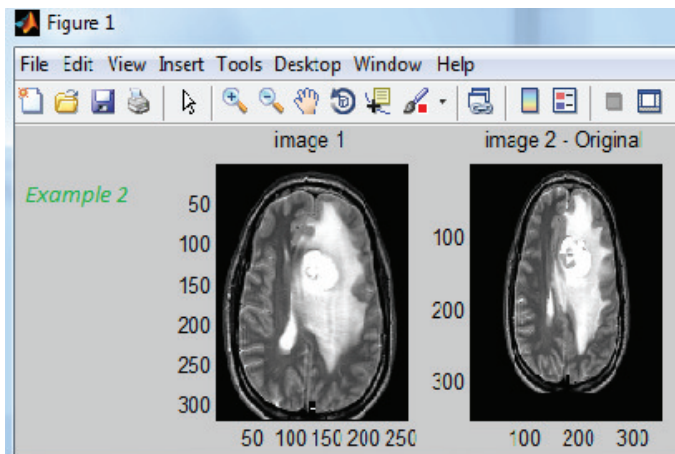 Figure 1
File Edit View Insert Tools Desktop Window Help
image 1
image 2 - Original
Example 2
50
100
150
200
250
300
50 100 150 200 250
100
200
300
100 200 300